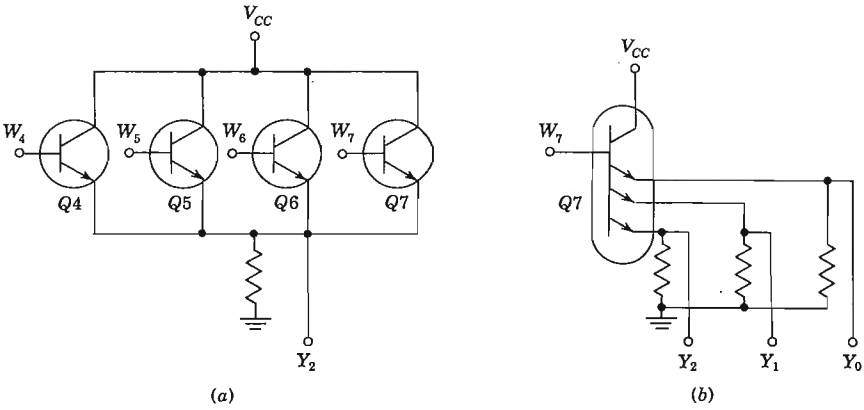 V_CC
W_4
W_5
W_6
W_7
Q4
Q5
Q6
Q7
Y_2
(a)
V_CC
W_7
Q7
Y_2
Y_1
Y_0
(b)